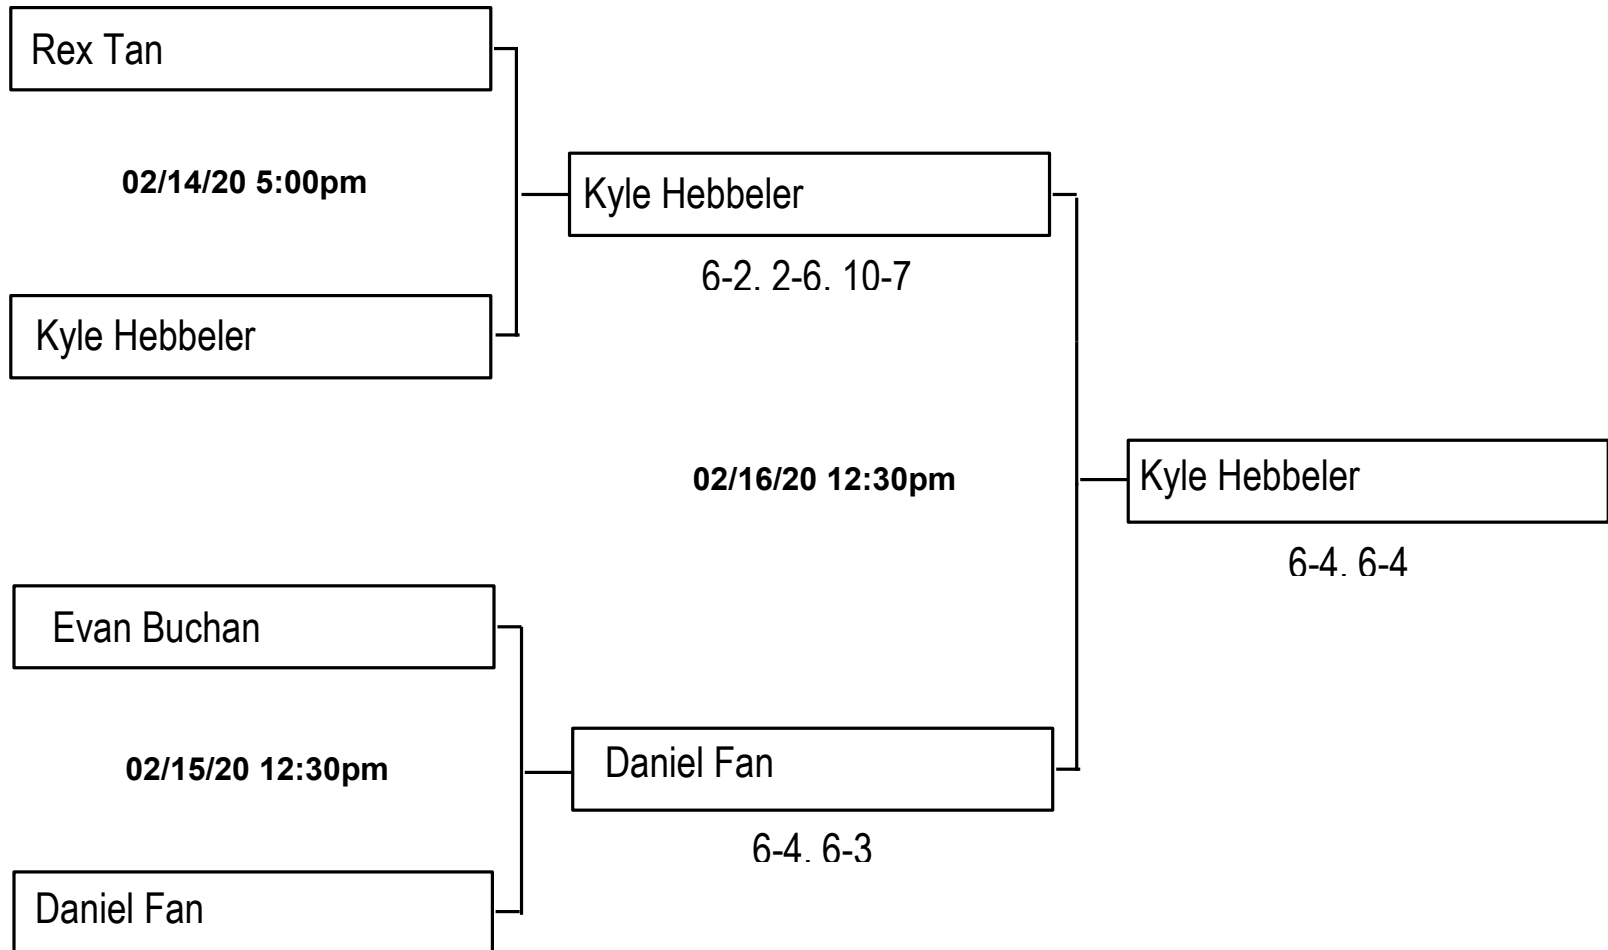 Rex Tan
02/14/20 5:00pm
Kyle Hebbeler
Kyle Hebbeler
6-2, 2-6, 10-7
02/16/20 12:30pm
Kyle Hebbeler
6-4, 6-4
Evan Buchan
02/15/20 12:30pm
Daniel Fan
Daniel Fan
6-4, 6-3